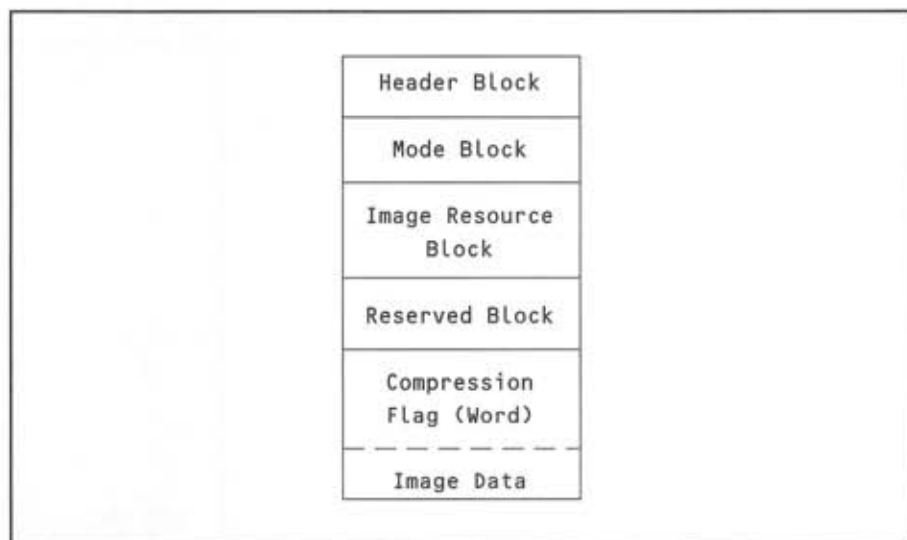 Header Block
Mode Block
Image Resource
Block
Reserved Block
Compression
Flag (Word)
Image Data